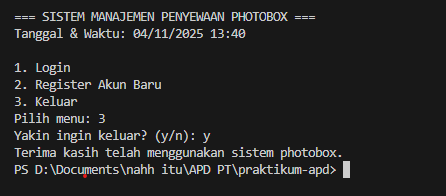 === SISTEM MANAJEMEN PENYEWAAN PHOTOBOX ===
Tanggal & Waktu: 04/11/2025 13:40
1. Login
2. Register Akun Baru
3. Keluar
Pilih menu: 3
Yakin ingin keluar? (y/n): y
Terima kasih telah menggunakan sistem photobox.
PS D:\Documents\nahh itu\APD PT\praktikum-apd>